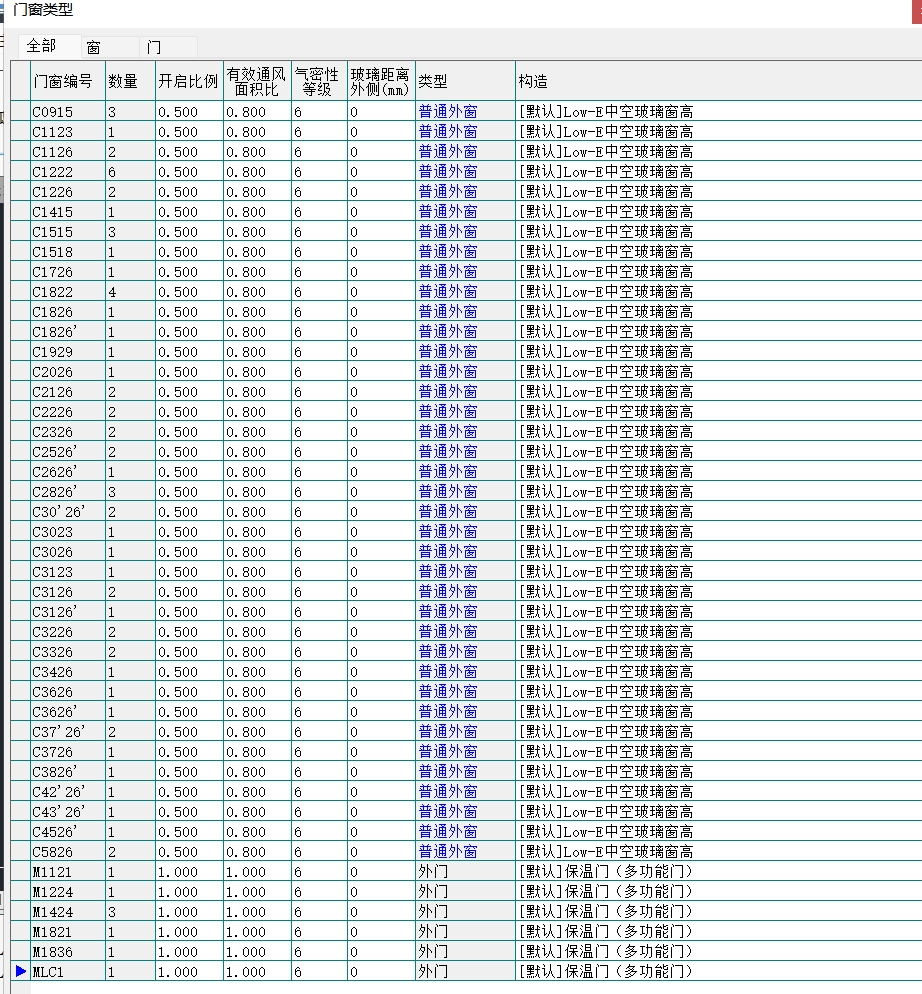 门窗类型
全部 窗 门
门窗编号 数量 开启比例 有效通风面积比 气密性等级 玻璃距离外侧(mm) 类型 构造
C0915 3 0.500 0.800 6 0 普通外窗 [默认]Low-E中空玻璃窗高
C1123 1 0.500 0.800 6 0 普通外窗 [默认]Low-E中空玻璃窗高
C1126 2 0.500 0.800 6 0 普通外窗 [默认]Low-E中空玻璃窗高
C1222 6 0.500 0.800 6 0 普通外窗 [默认]Low-E中空玻璃窗高
C1226 2 0.500 0.800 6 0 普通外窗 [默认]Low-E中空玻璃窗高
C1415 1 0.500 0.800 6 0 普通外窗 [默认]Low-E中空玻璃窗高
C1515 3 0.500 0.800 6 0 普通外窗 [默认]Low-E中空玻璃窗高
C1518 1 0.500 0.800 6 0 普通外窗 [默认]Low-E中空玻璃窗高
C1726 1 0.500 0.800 6 0 普通外窗 [默认]Low-E中空玻璃窗高
C1822 4 0.500 0.800 6 0 普通外窗 [默认]Low-E中空玻璃窗高
C1826 1 0.500 0.800 6 0 普通外窗 [默认]Low-E中空玻璃窗高
C1826' 1 0.500 0.800 6 0 普通外窗 [默认]Low-E中空玻璃窗高
C1929 1 0.500 0.800 6 0 普通外窗 [默认]Low-E中空玻璃窗高
C2026 1 0.500 0.800 6 0 普通外窗 [默认]Low-E中空玻璃窗高
C2126 2 0.500 0.800 6 0 普通外窗 [默认]Low-E中空玻璃窗高
C2226 2 0.500 0.800 6 0 普通外窗 [默认]Low-E中空玻璃窗高
C2326 2 0.500 0.800 6 0 普通外窗 [默认]Low-E中空玻璃窗高
C2526' 2 0.500 0.800 6 0 普通外窗 [默认]Low-E中空玻璃窗高
C2626' 1 0.500 0.800 6 0 普通外窗 [默认]Low-E中空玻璃窗高
C2826' 3 0.500 0.800 6 0 普通外窗 [默认]Low-E中空玻璃窗高
C30'26' 2 0.500 0.800 6 0 普通外窗 [默认]Low-E中空玻璃窗高
C3023 1 0.500 0.800 6 0 普通外窗 [默认]Low-E中空玻璃窗高
C3026 1 0.500 0.800 6 0 普通外窗 [默认]Low-E中空玻璃窗高
C3123 1 0.500 0.800 6 0 普通外窗 [默认]Low-E中空玻璃窗高
C3126 2 0.500 0.800 6 0 普通外窗 [默认]Low-E中空玻璃窗高
C3126' 1 0.500 0.800 6 0 普通外窗 [默认]Low-E中空玻璃窗高
C3226 2 0.500 0.800 6 0 普通外窗 [默认]Low-E中空玻璃窗高
C3326 2 0.500 0.800 6 0 普通外窗 [默认]Low-E中空玻璃窗高
C3426 1 0.500 0.800 6 0 普通外窗 [默认]Low-E中空玻璃窗高
C3626 1 0.500 0.800 6 0 普通外窗 [默认]Low-E中空玻璃窗高
C3626' 1 0.500 0.800 6 0 普通外窗 [默认]Low-E中空玻璃窗高
C37'26' 2 0.500 0.800 6 0 普通外窗 [默认]Low-E中空玻璃窗高
C3726 1 0.500 0.800 6 0 普通外窗 [默认]Low-E中空玻璃窗高
C3826' 1 0.500 0.800 6 0 普通外窗 [默认]Low-E中空玻璃窗高
C42'26' 1 0.500 0.800 6 0 普通外窗 [默认]Low-E中空玻璃窗高
C43'26' 1 0.500 0.800 6 0 普通外窗 [默认]Low-E中空玻璃窗高
C4526' 1 0.500 0.800 6 0 普通外窗 [默认]Low-E中空玻璃窗高
C5826 2 0.500 0.800 6 0 普通外窗 [默认]Low-E中空玻璃窗高
M1121 1 1.000 1.000 6 0 外门 [默认]保温门（多功能门）
M1224 1 1.000 1.000 6 0 外门 [默认]保温门（多功能门）
M1424 3 1.000 1.000 6 0 外门 [默认]保温门（多功能门）
M1821 1 1.000 1.000 6 0 外门 [默认]保温门（多功能门）
M1836 1 1.000 1.000 6 0 外门 [默认]保温门（多功能门）
MLC1 1 1.000 1.000 6 0 外门 [默认]保温门（多功能门）